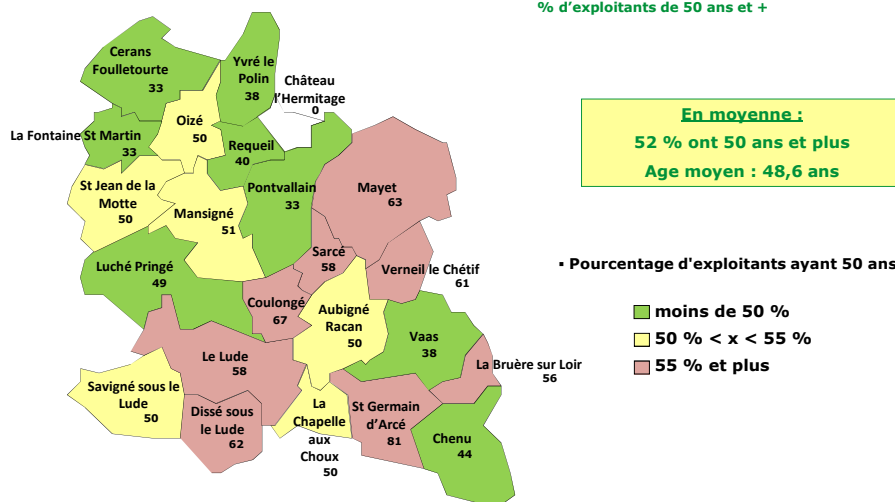 % d'exploitants de 50 ans et +
Cerans
Foulletourte
33
Yvré le
Polin
38
Château
l'Hermitage
0
Oizé
50
La Fontaine St Martin
33
Requeil
40
St Jean de la
Motte
50
Mansigné
51
Pontvallain
33
Mayet
63
Sarcé
58
Verneil le Chétif
61
Luché Pringé
49
Coulongé
67
Aubigné
Racan
50
Vaas
38
La Bruère sur Loir
56
Le Lude
58
Savigné sous le
Lude
50
Dissé sous
le Lude
62
La
Chapelle
aux
Choux
50
St Germain
d'Arcé
81
Chenu
44
En moyenne :
52 % ont 50 ans et plus
Age moyen : 48,6 ans
▪ Pourcentage d'exploitants ayant 50 ans
moins de 50 %
50 % < x < 55 %
55 % et plus